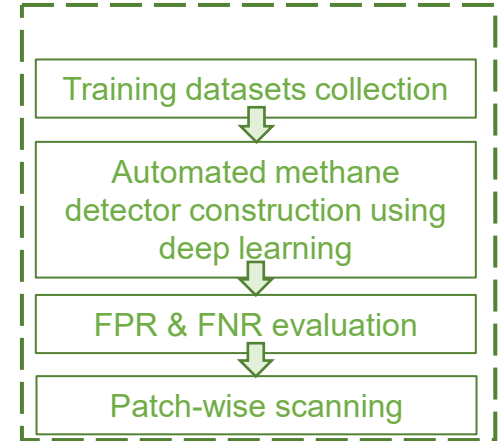 Training datasets collection
Automated methane
detector construction using
deep learning
FPR & FNR evaluation
Patch-wise scanning